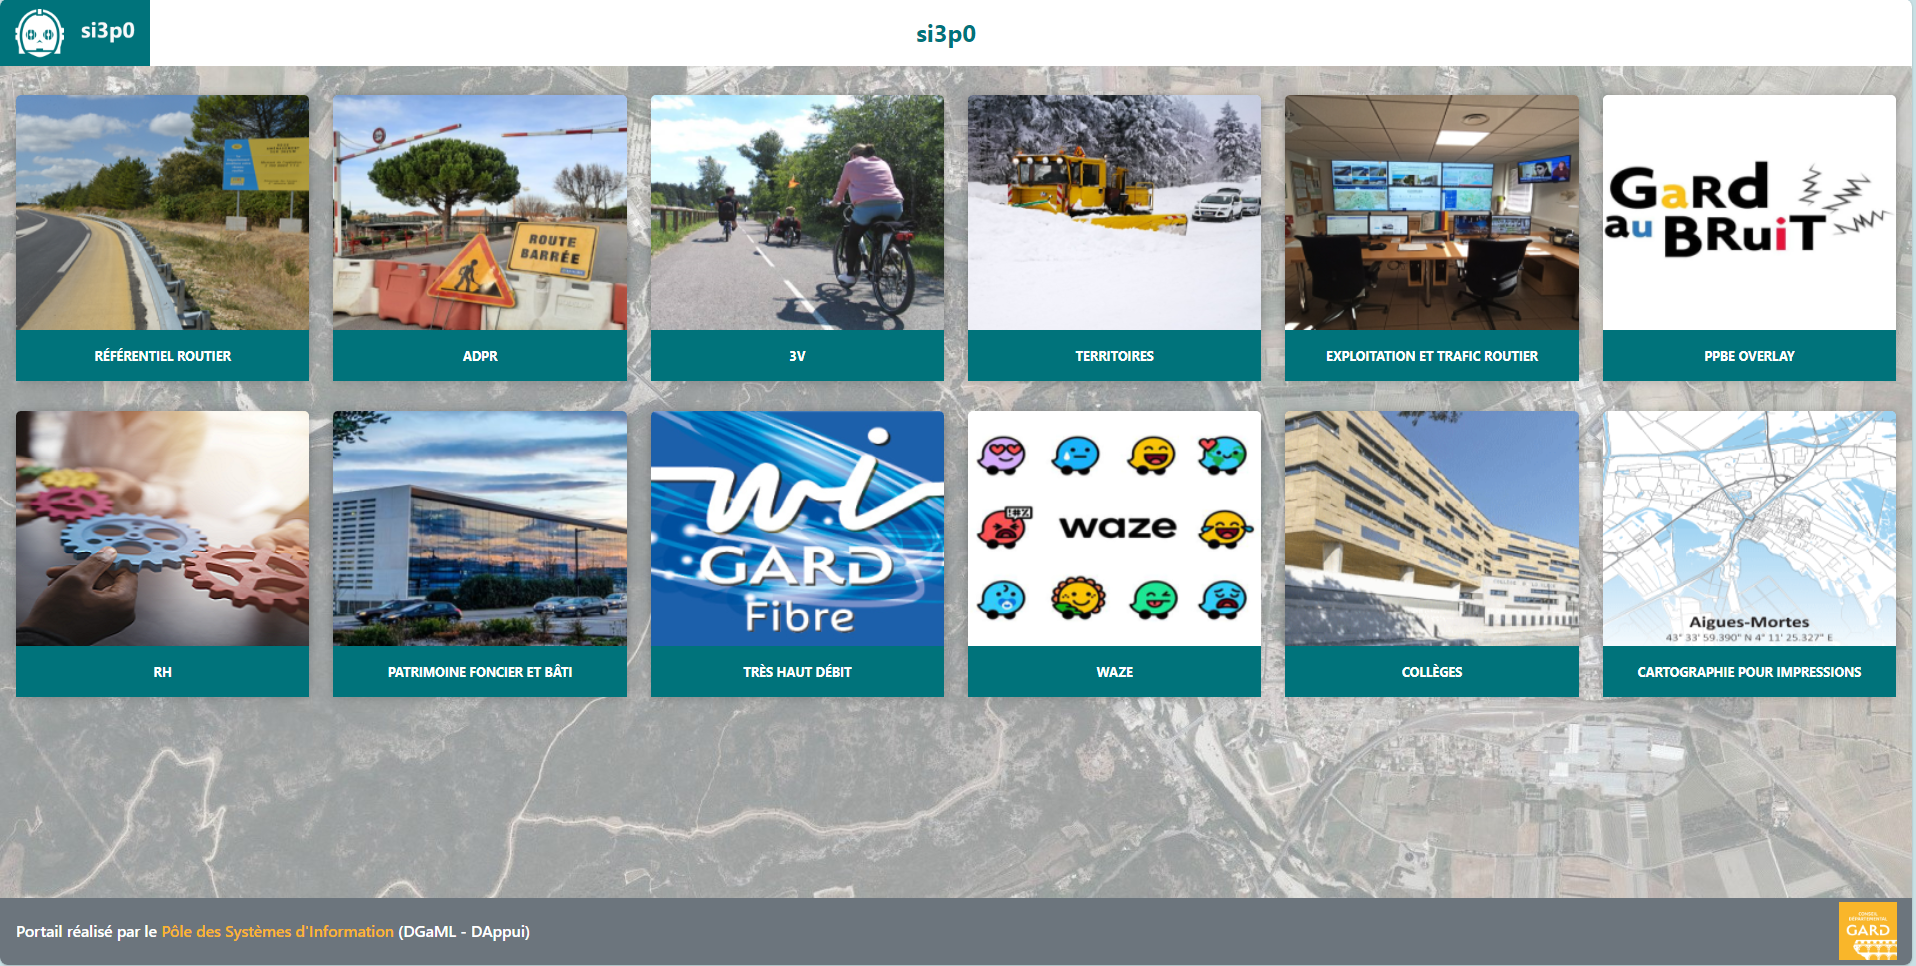 si3p0
si3p0
ROUTE
BARRÉE
GaRd
au BRuiT
RÉFÉRENTIEL ROUTIER
ADPR
3V
TERRITOIRES
EXPLOITATION ET TRAFIC ROUTIER
PPBE OVERLAY
wi
GARD
Fibre
!#%
waze
Aigues-Mortes
43° 33' 59.390" N 4° 11' 25.327" E
RH
PATRIMOINE FONCIER ET BÂTI
TRÈS HAUT DÉBIT
WAZE
COLLÈGES
CARTOGRAPHIE POUR IMPRESSIONS
Portail réalisé par le Pôle des Systèmes d'Information (DGaML - DAppui)
CONSEIL
DÉPARTEMENTAL
GARD